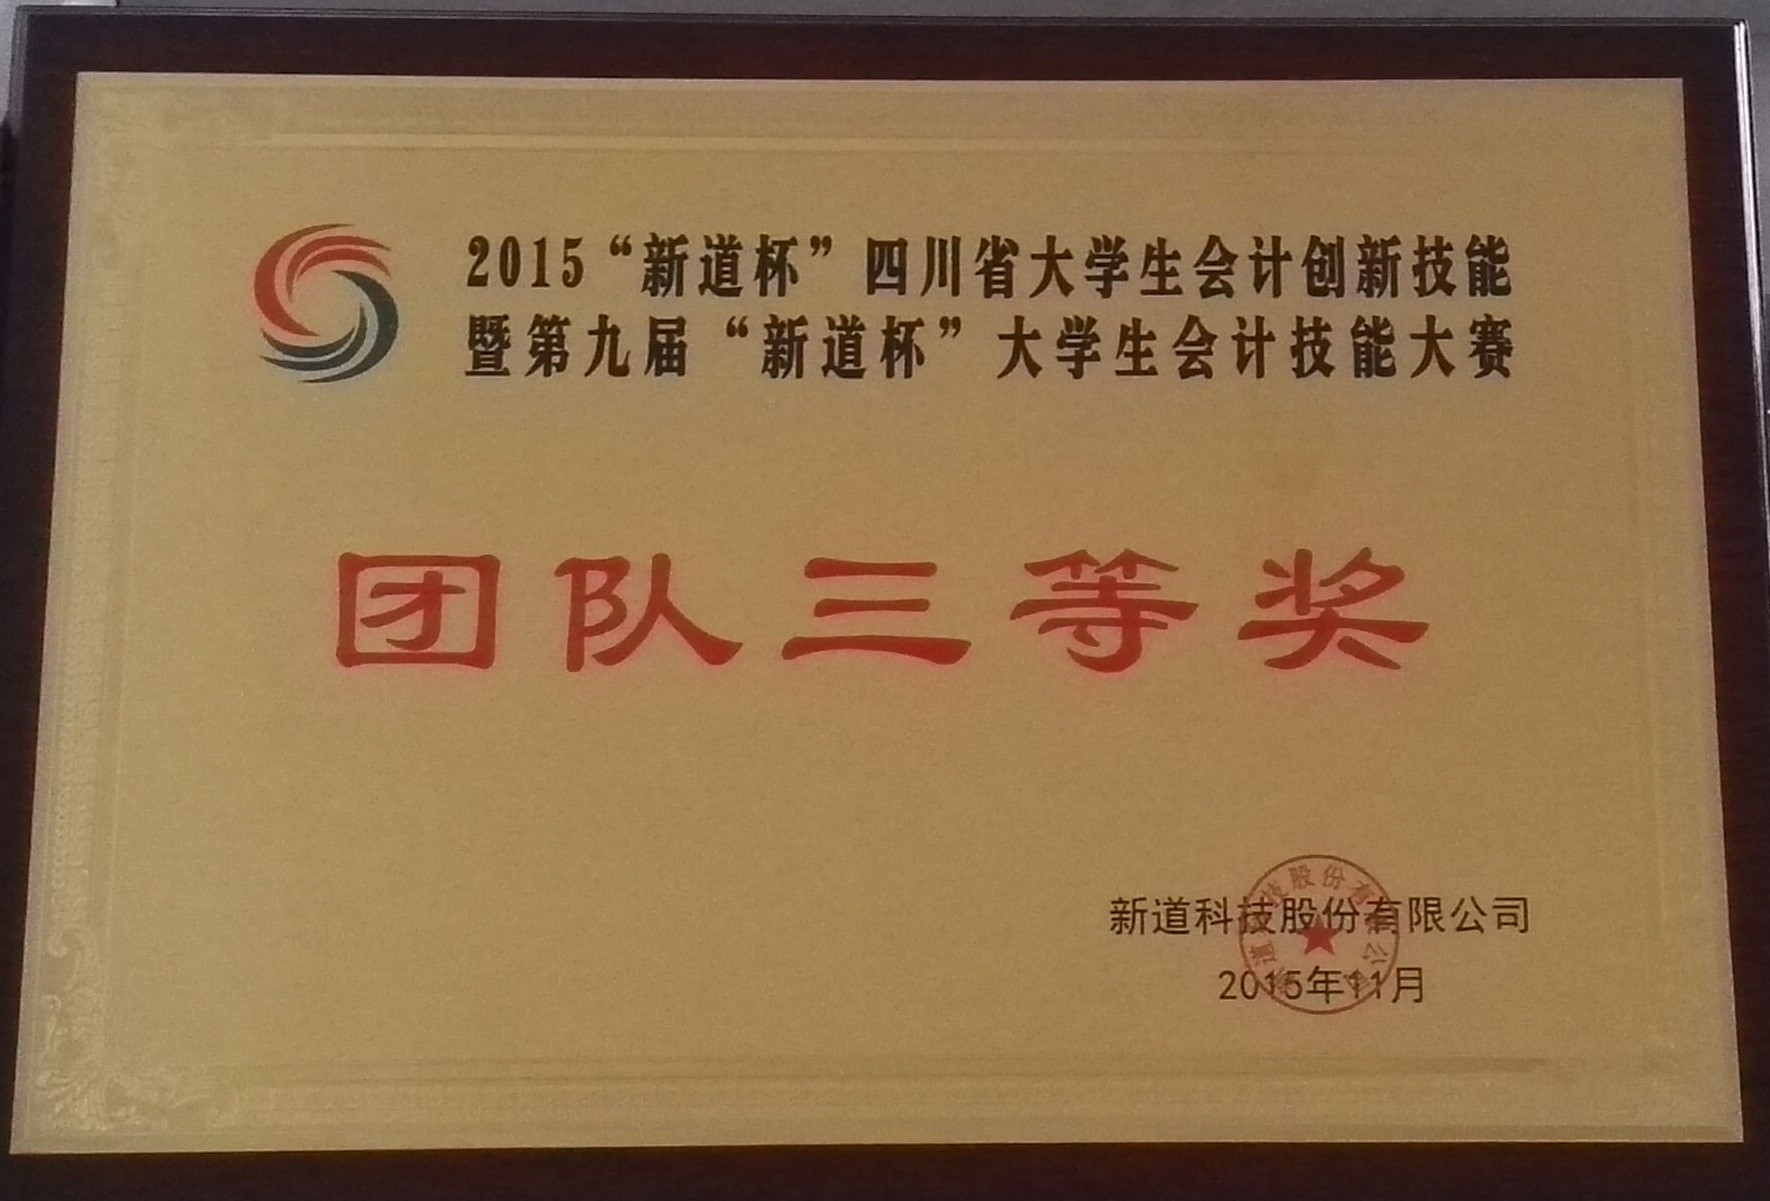 2015“新道杯”四川省大学生会计创新技能
暨第九届“新道杯”大学生会计技能大赛
团队三等奖
新道科技股份有限公司
2015年11月